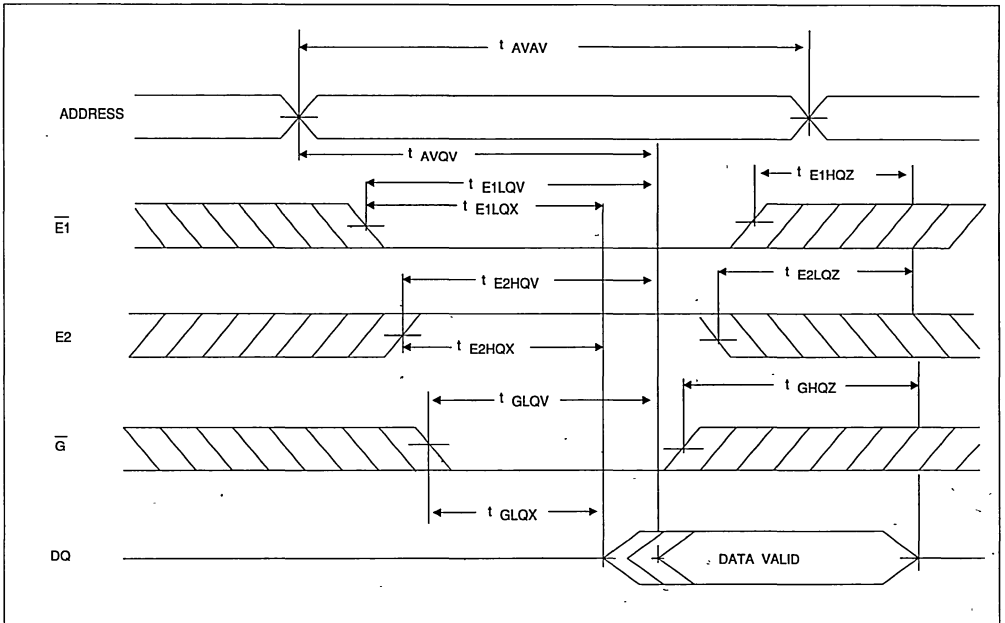 t AVAV
ADDRESS
t AVQV
t E1HQZ
t E1LQV
t E1LQX
E1
t E2LQZ
t E2HQV
E2
t E2HQX
t GHQZ
t GLQV
G
t GLQX
DQ
DATA VALID